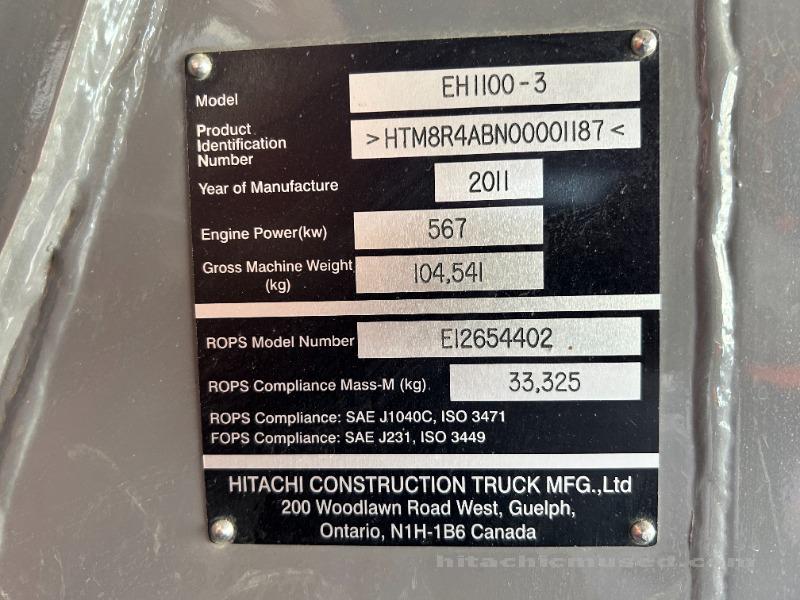 Model EH1100-3
Product
Identification
Number >HTM8R4ABN00001187<
Year of Manufacture 2011
Engine Power(kw) 567
Gross Machine Weight
(kg) 104,541
ROPS Model Number E12654402
ROPS Compliance Mass-M (kg) 33,325
ROPS Compliance: SAE J1040C, ISO 3471
FOPS Compliance: SAE J231, ISO 3449
HITACHI CONSTRUCTION TRUCK MFG.,Ltd
200 Woodlawn Road West, Guelph,
Ontario, N1H-1B6 Canada
hitachicmused.com